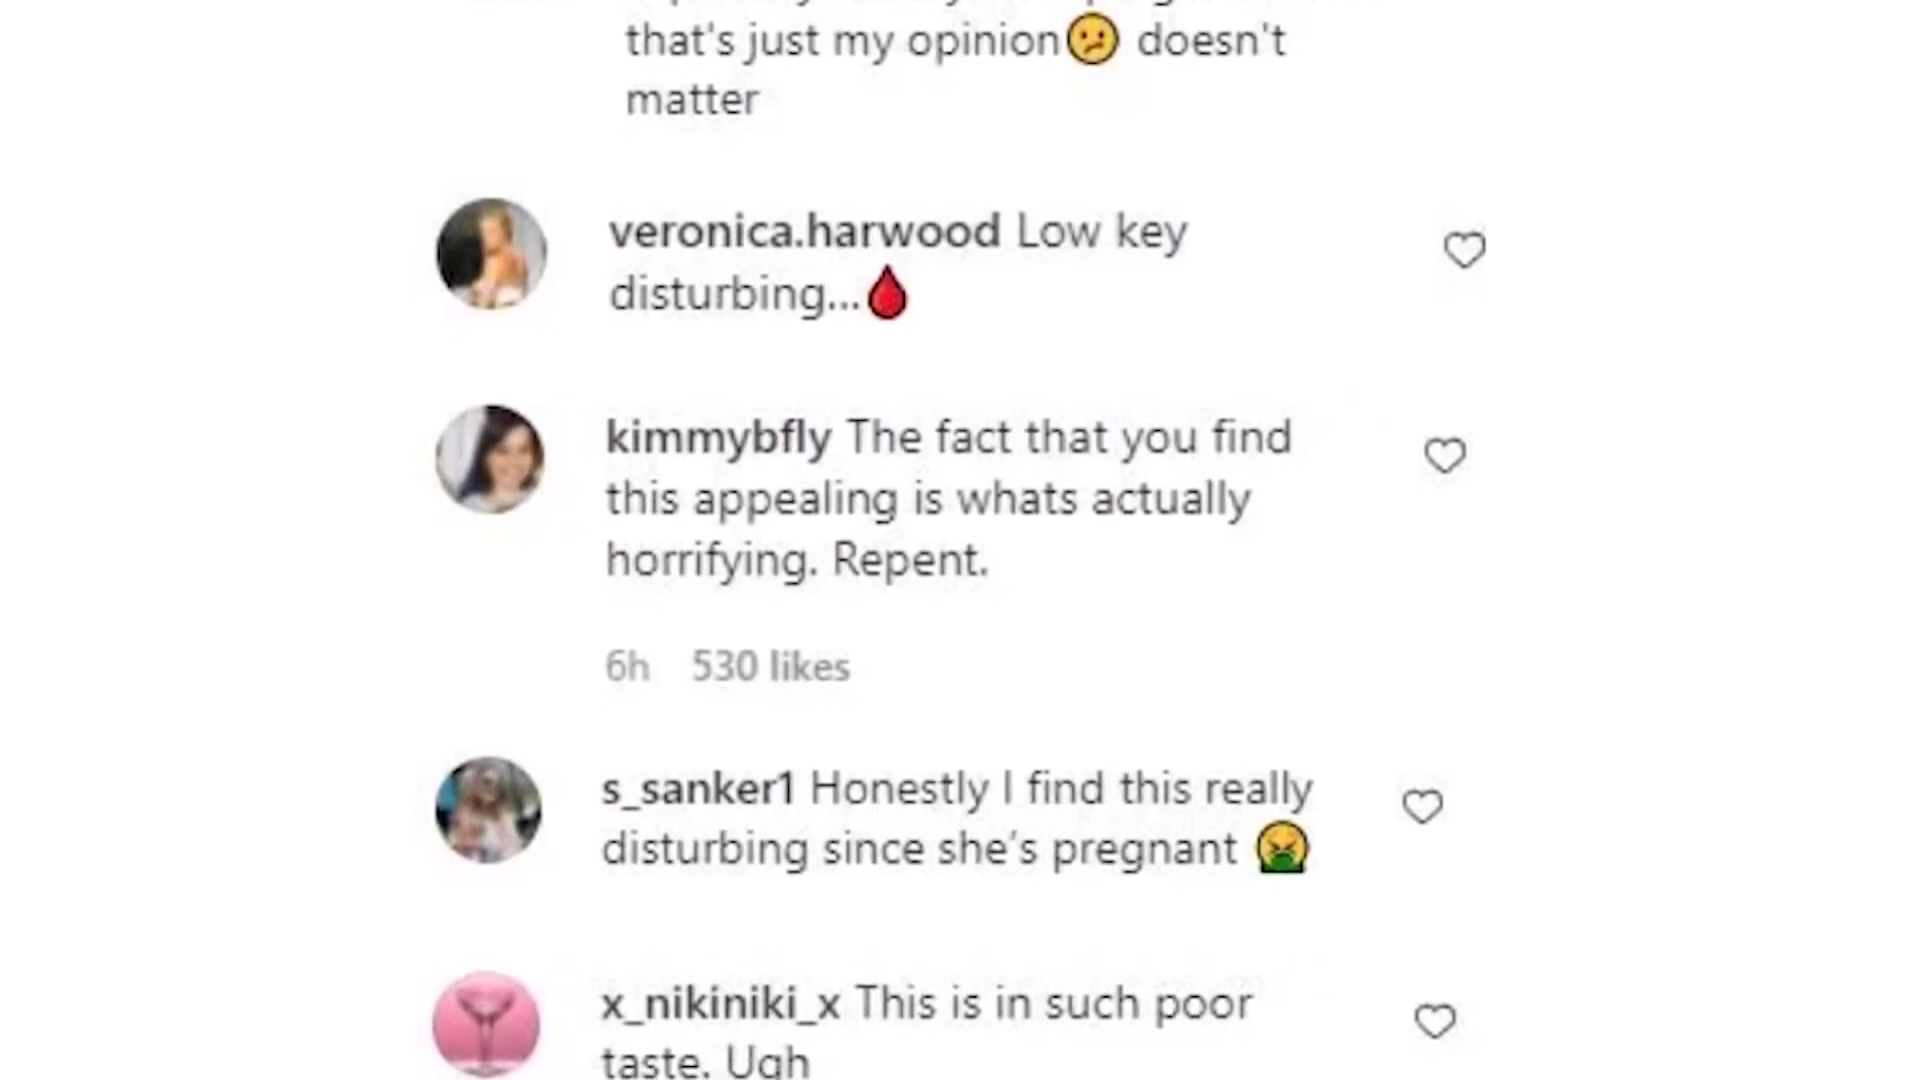 that's just my opinion😕 doesn't
matter
veronica.harwood Low key
disturbing...🩸
kimmybfly The fact that you find
this appealing is whats actually
horrifying. Repent.
6h 530 likes
s_sanker1 Honestly I find this really
disturbing since she's pregnant 🤮
x_nikiniki_x This is in such poor
taste. Ugh